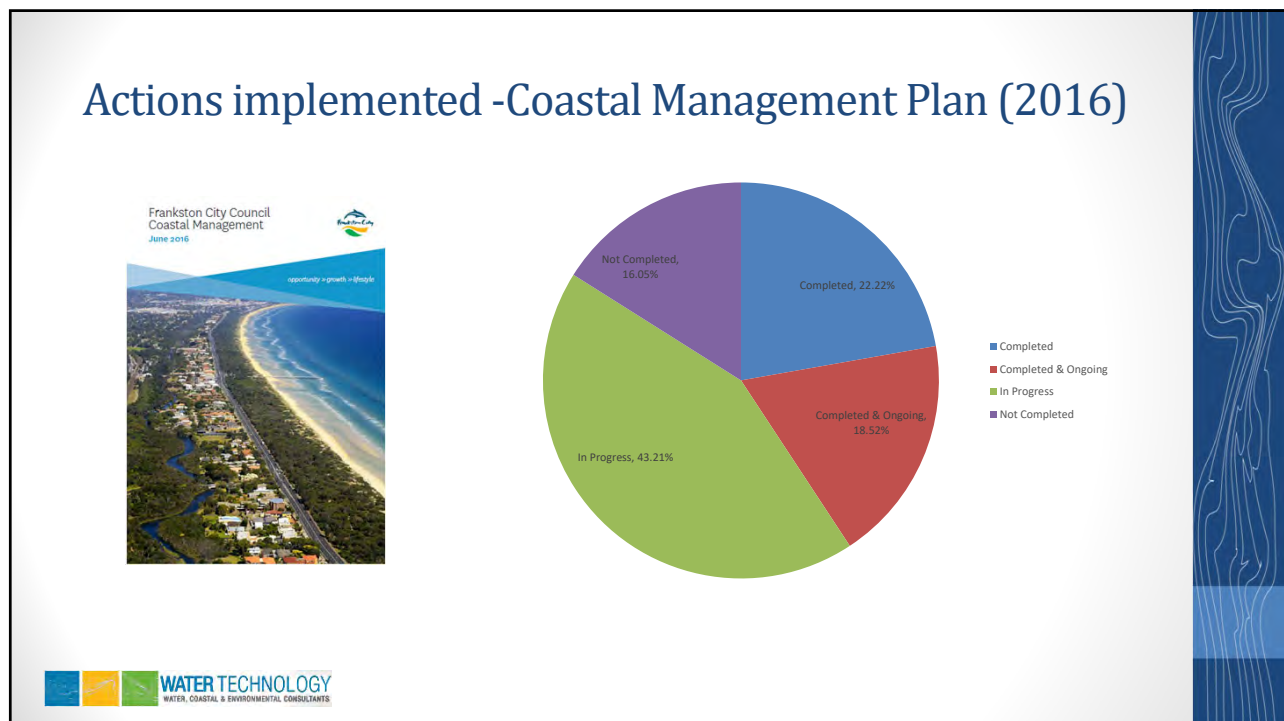 Actions implemented -Coastal Management Plan (2016)
Frankston City Council
Coastal Management
June 2016
Frankston City
opportunity » growth » lifestyle
Not Completed,
16.05%
Completed, 22.22%
Completed & Ongoing,
18.52%
In Progress, 43.21%
Completed
Completed & Ongoing
In Progress
Not Completed
WATER TECHNOLOGY
WATER, COASTAL & ENVIRONMENTAL CONSULTANTS